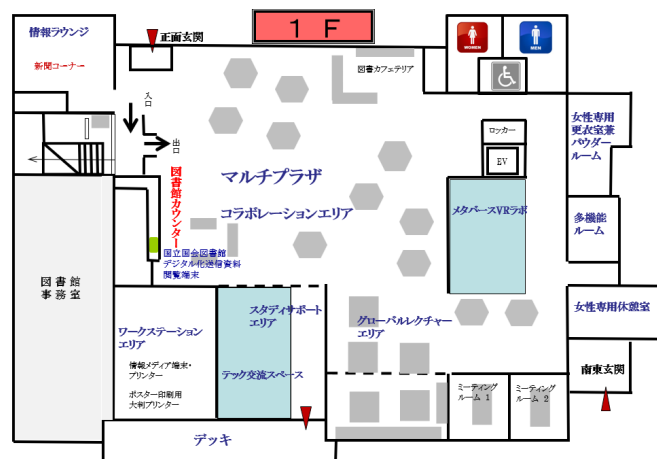 １ Ｆ
情報ラウンジ
新聞コーナー
正面玄関
図書カフェテリア
WOMEN
MEN
入口
出口
ロッカー
EV
女性専用
更衣室兼
パウダー
ルーム
マルチプラザ
コラボレーションエリア
図書館カウンター
国立国会図書館
デジタル化送信資料
閲覧端末
メタバースVRラボ
多機能
ルーム
図書館
事務室
ワークステーション
エリア
情報メディア端末・
プリンター
ポスター印刷用
大判プリンター
スタディサポート
エリア
テック交流スペース
グローバルレクチャー
エリア
女性専用休憩室
南東玄関
ミーティング
ルーム 1
ミーティング
ルーム 2
デッキ